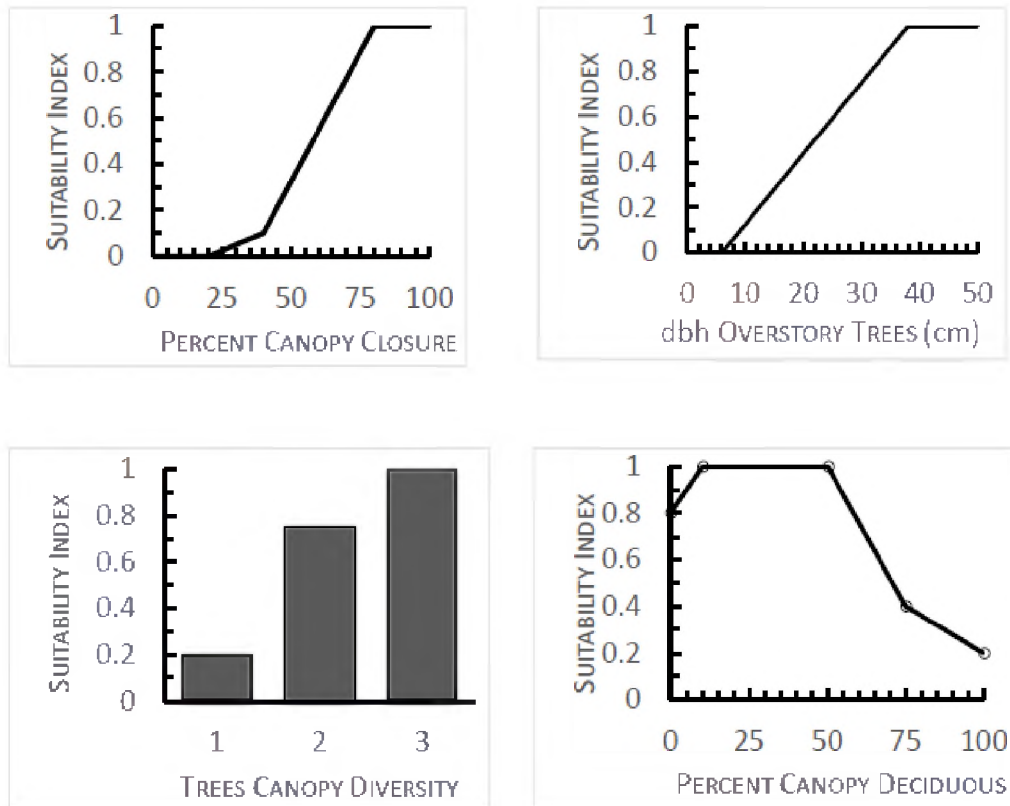 SUITABILITY INDEX
1
0.8
0.6
0.4
0.2
0
0 25 50 75 100
PERCENT CANOPY CLOSURE
SUITABILITY INDEX
1
0.8
0.6
0.4
0.2
0
0 10 20 30 40 50
dbh OVERSTORY TREES (cm)
SUITABILITY INDEX
1
0.8
0.6
0.4
0.2
0
1 2 3
TREES CANOPY DIVERSITY
SUITABILITY INDEX
1
0.8
0.6
0.4
0.2
0
0 25 50 75 100
PERCENT CANOPY DECIDUOUS